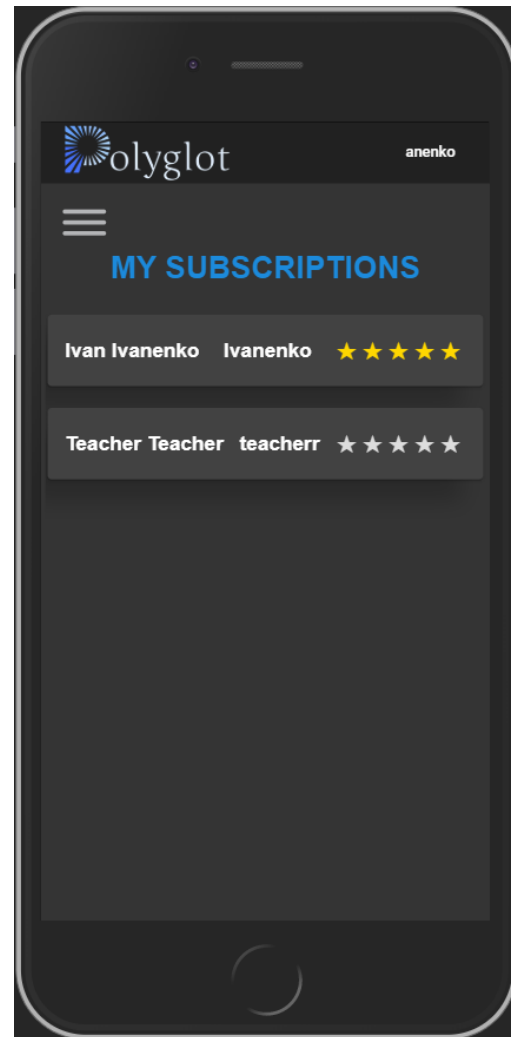 Polyglot anenko
MY SUBSCRIPTIONS
Ivan Ivanenko Ivanenko
Teacher Teacher teacherr